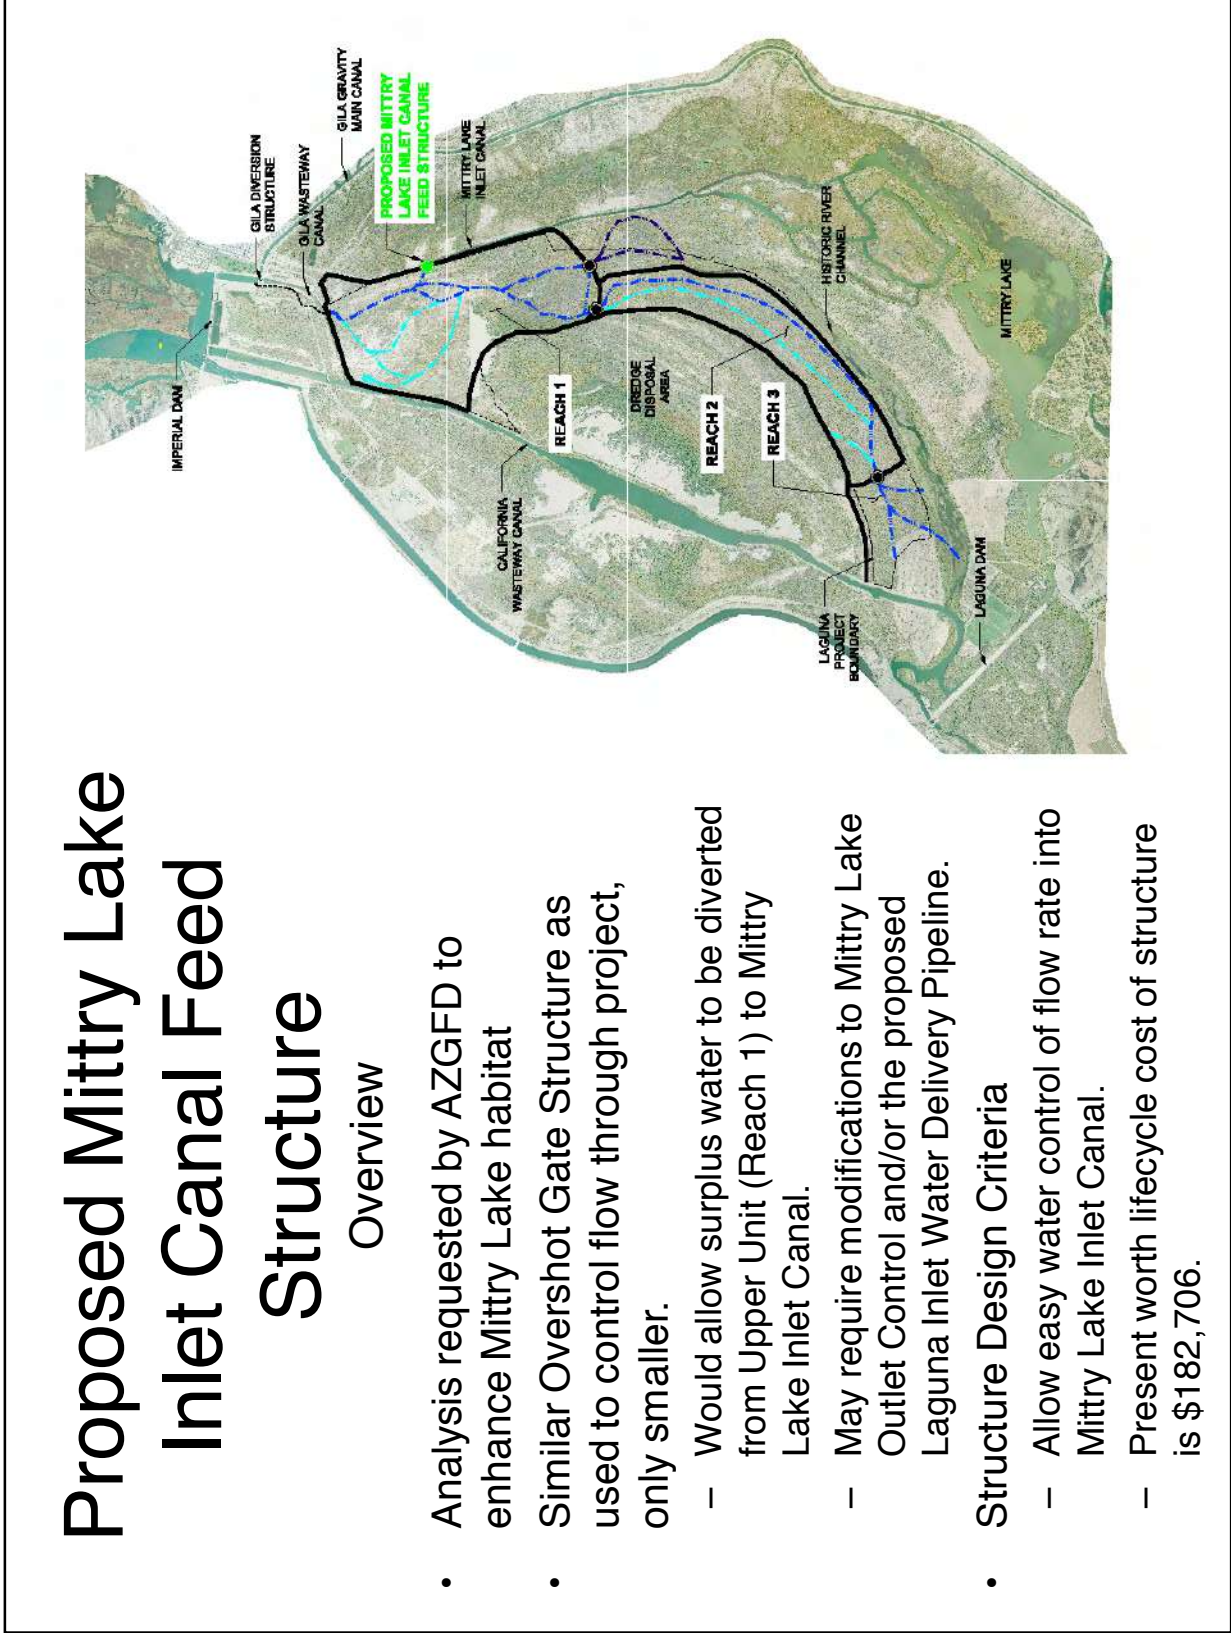 Proposed Mittry Lake
Inlet Canal Feed
Structure
Overview
• Analysis requested by AZGFD to
enhance Mittry Lake habitat
• Similar Overshot Gate Structure as
used to control flow through project,
only smaller.
– Would allow surplus water to be diverted
from Upper Unit (Reach 1) to Mittry
Lake Inlet Canal.
– May require modifications to Mittry Lake
Outlet Control and/or the proposed
Laguna Inlet Water Delivery Pipeline.
• Structure Design Criteria
– Allow easy water control of flow rate into
Mittry Lake Inlet Canal.
– Present worth lifecycle cost of structure
is $182,706.
IMPERIAL DAM
GILA DIVERSION
STRUCTURE
GILA WASTEWAY
CANAL
GILA GRAVITY
MAIN CANAL
PROPOSED MITTRY
LAKE INLET CANAL
FEED STRUCTURE
MITTRY LAKE
INLET CANAL
CALIFORNIA
WASTEWAY CANAL
REACH 1
DREDGE
DISPOSAL
AREA
REACH 2
REACH 3
HISTORIC RIVER
CHANNEL
LAGUNA
PROJECT
BOUNDARY
LAGUNA DAM
MITTRY LAKE